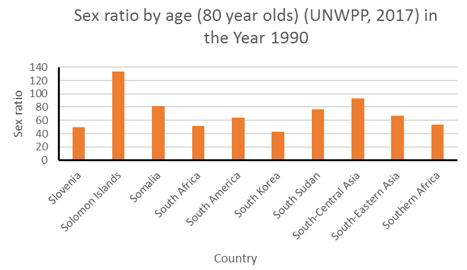 Sex ratio by age (80 year olds) (UNWPP, 2017) in
the Year 1990
140
120
100
80
60
40
20
0
Sex ratio
Slovenia
Solomon Islands
Somalia
South Africa
South America
South Korea
South Sudan
South-Central Asia
South-Eastern Asia
Southern Africa
Country